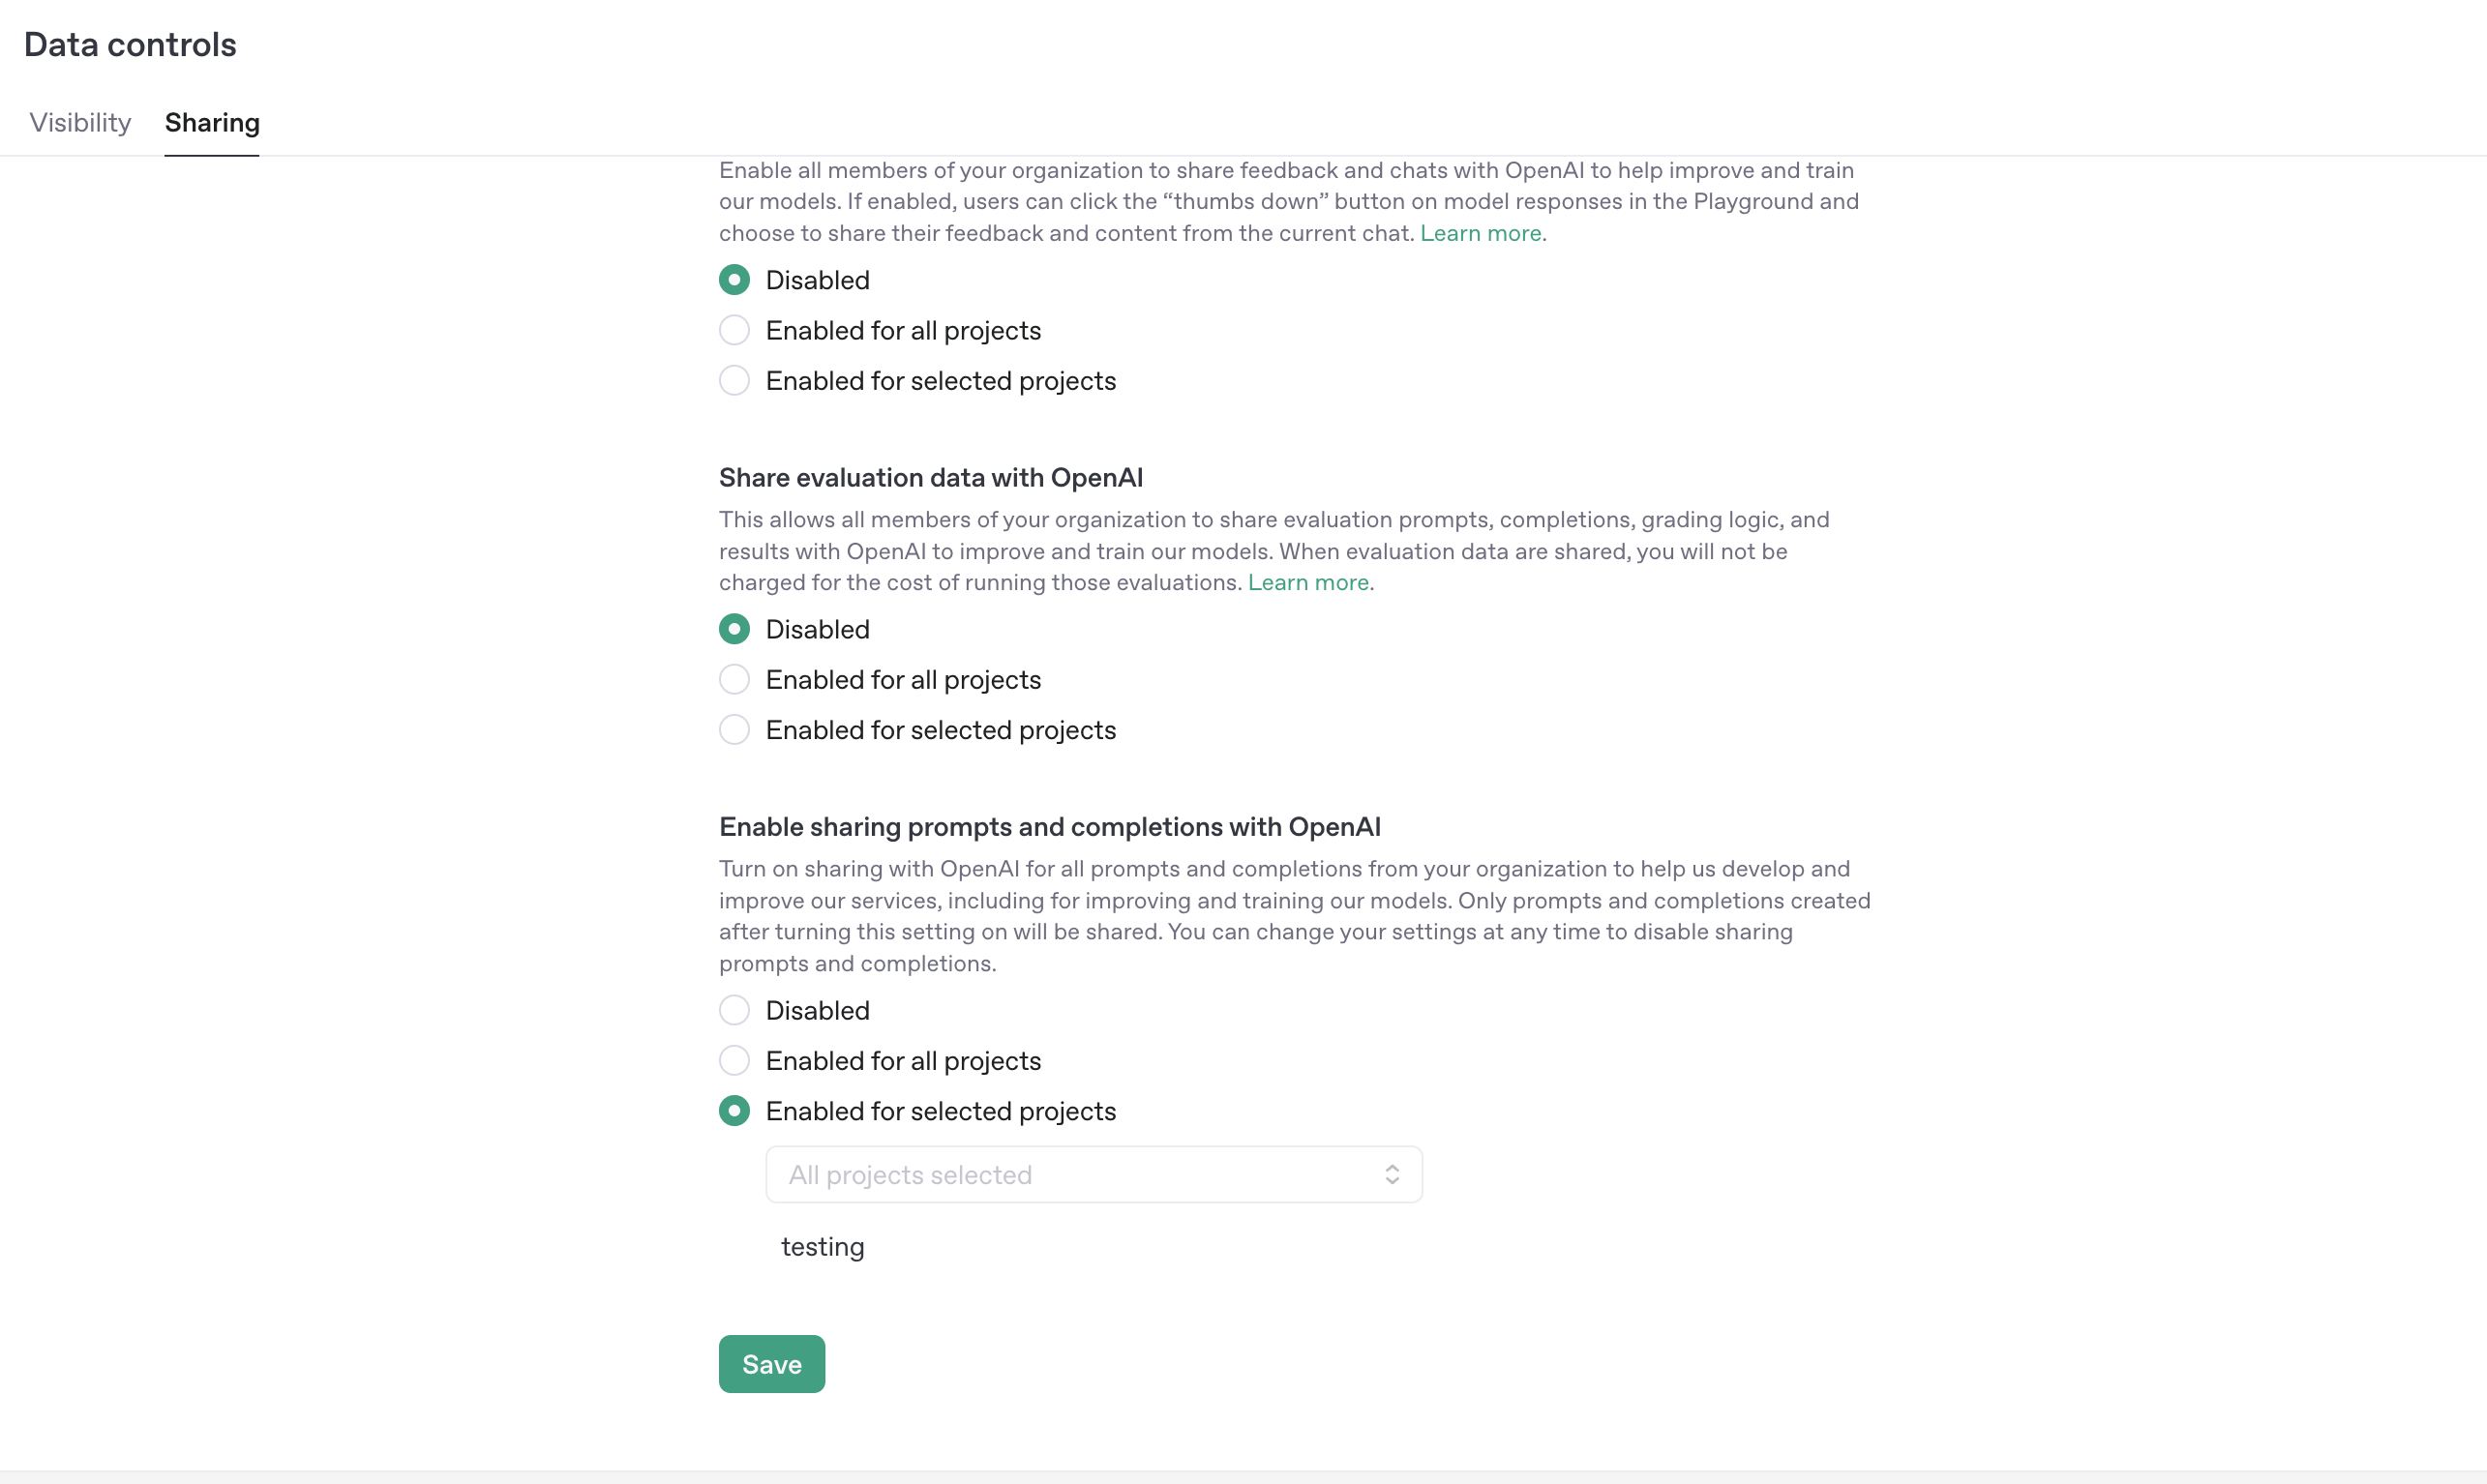 Data controls
Visibility
Sharing
Enable all members of your organization to share feedback and chats with OpenAI to help improve and train
our models. If enabled, users can click the “thumbs down” button on model responses in the Playground and
choose to share their feedback and content from the current chat. Learn more.
Disabled
Enabled for all projects
Enabled for selected projects
Share evaluation data with OpenAI
This allows all members of your organization to share evaluation prompts, completions, grading logic, and
results with OpenAI to improve and train our models. When evaluation data are shared, you will not be
charged for the cost of running those evaluations. Learn more.
Disabled
Enabled for all projects
Enabled for selected projects
Enable sharing prompts and completions with OpenAI
Turn on sharing with OpenAI for all prompts and completions from your organization to help us develop and
improve our services, including for improving and training our models. Only prompts and completions created
after turning this setting on will be shared. You can change your settings at any time to disable sharing
prompts and completions.
Disabled
Enabled for all projects
Enabled for selected projects
All projects selected
testing
Save